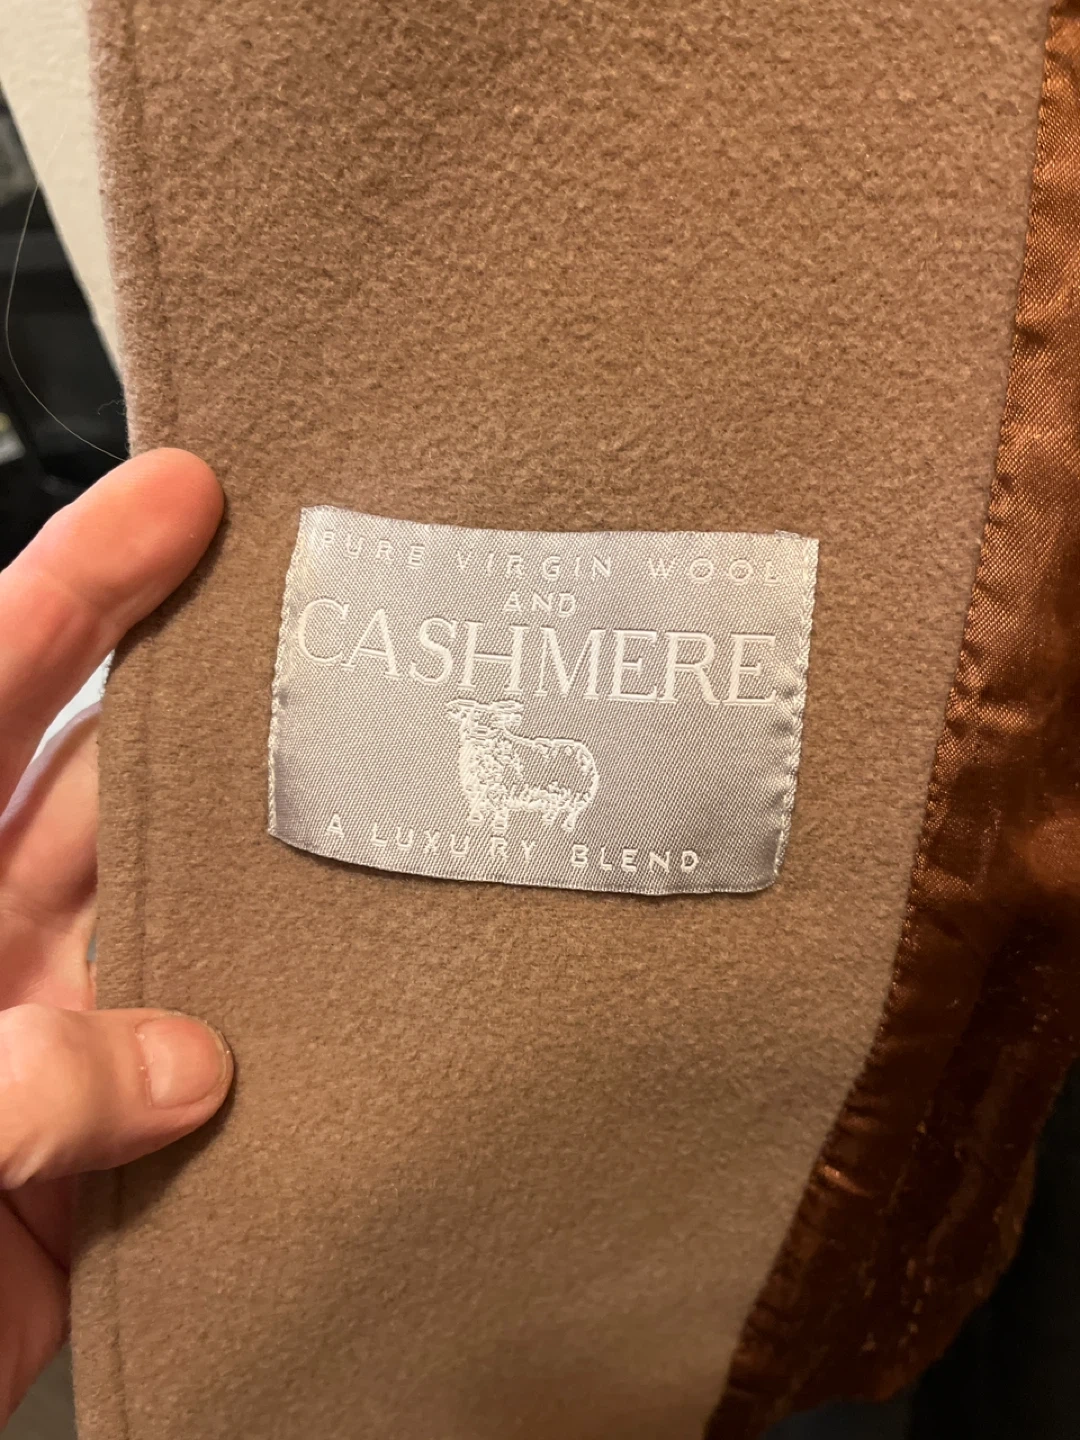 PURE VIRGIN WOOL
AND
CASHMERE
A LUXURY BLEND